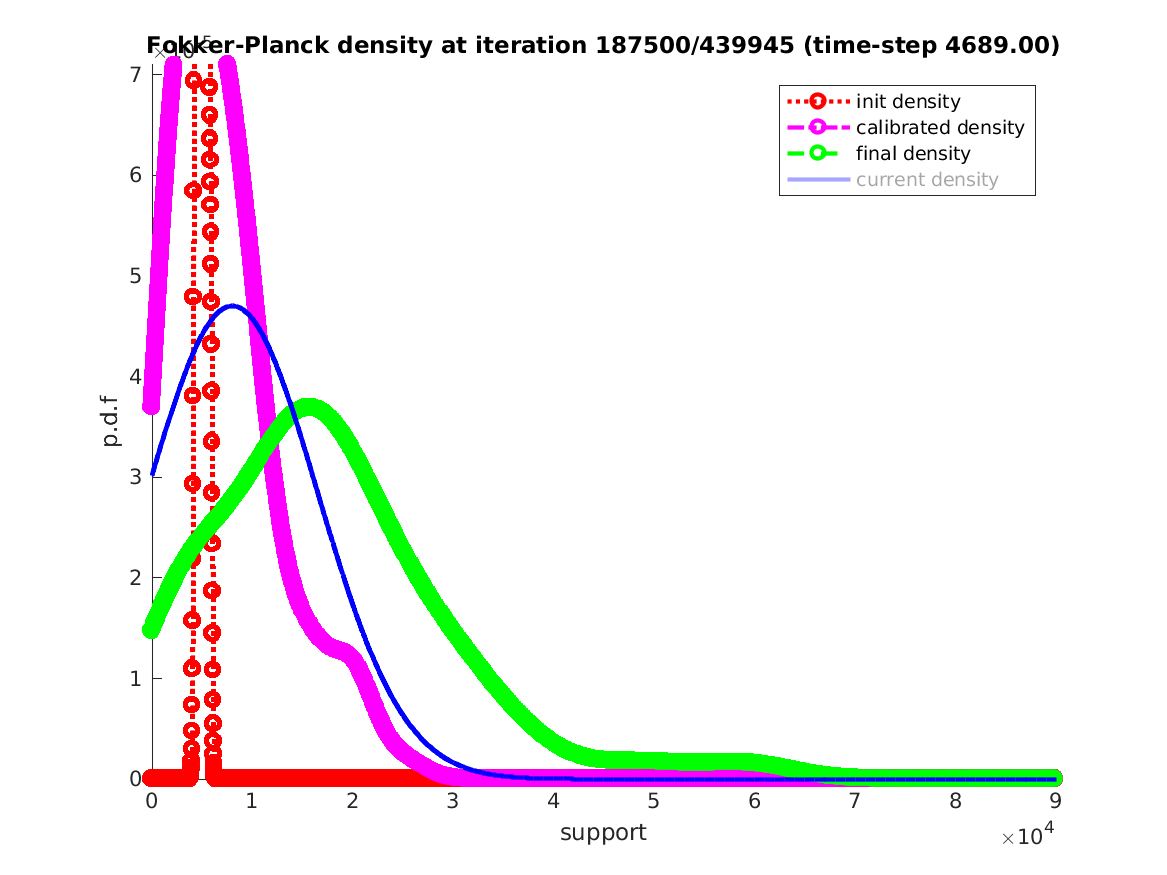 Fokker-Planck density at iteration 187500/439945 (time-step 4689.00)
7
6
5
4
3
2
1
0
p.d.f
init density
calibrated density
final density
current density
0 1 2 3 4 5 6 7 8 9
support
×10⁴